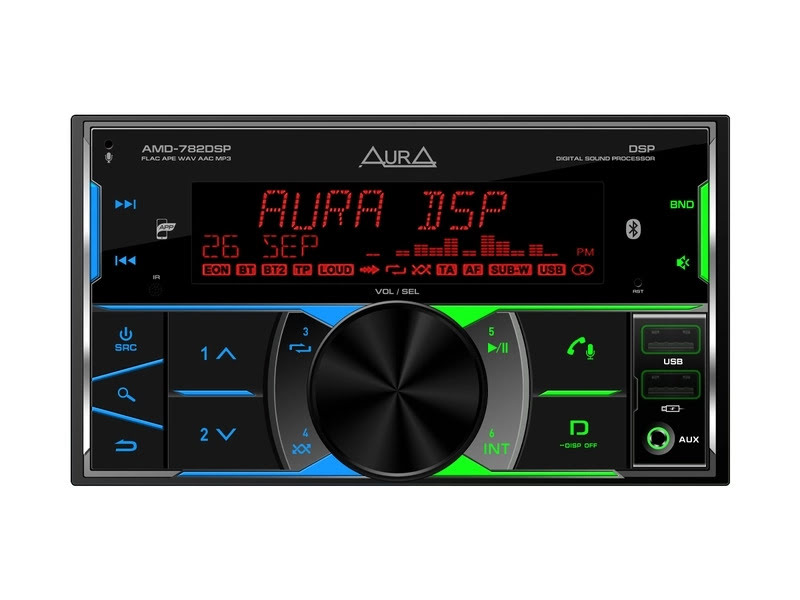 AMD-782DSP
FLAC APE WAV AAC MP3
AURA
DSP
DIGITAL SOUND PROCESSOR
AURA DSP
26 SEP
PM
EON BT BT2 TP LOUD TA AF SUB-W USB
APP
IR
BND
RST
VOL / SEL
SRC
1
2
3
4
5
6
INT
D
-DISP OFF
USB
AUX